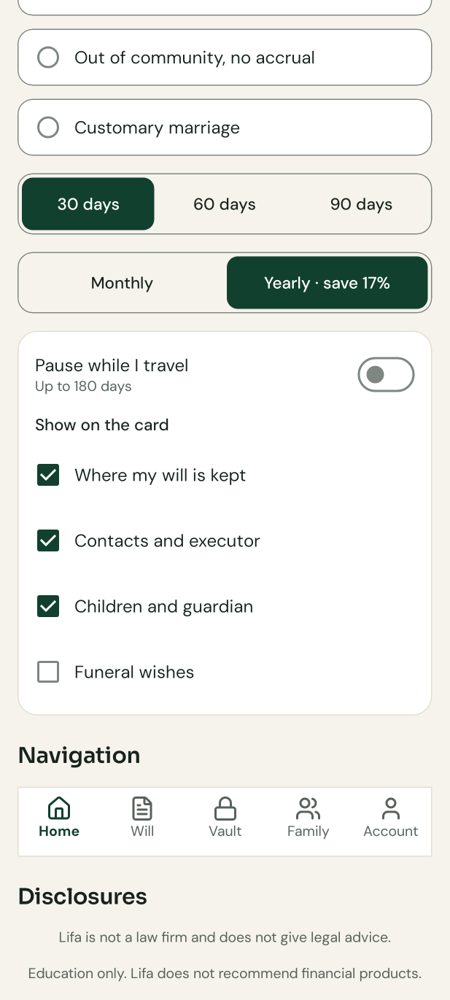 Out of community, no accrual
Customary marriage
30 days 60 days 90 days
Monthly Yearly · save 17%
Pause while I travel
Up to 180 days
Show on the card
Where my will is kept
Contacts and executor
Children and guardian
Funeral wishes
Navigation
Home Will Vault Family Account
Disclosures
Lifa is not a law firm and does not give legal advice.
Education only. Lifa does not recommend financial products.